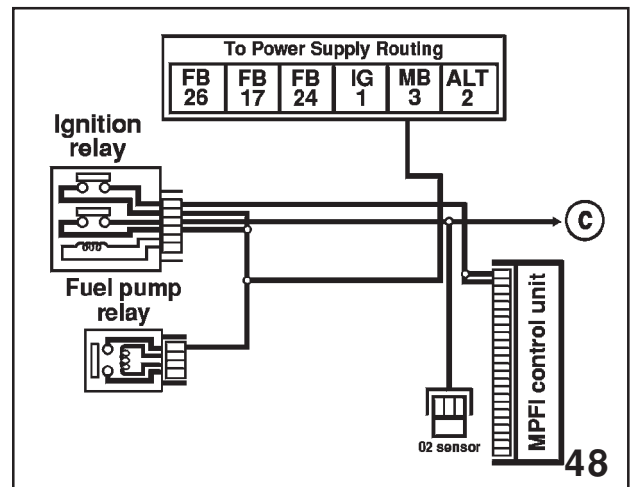 To Power Supply Routing
FB 26
FB 17
FB 24
IG 1
MB 3
ALT 2
Ignition
relay
C
Fuel pump
relay
MPFI control unit
02 sensor
48